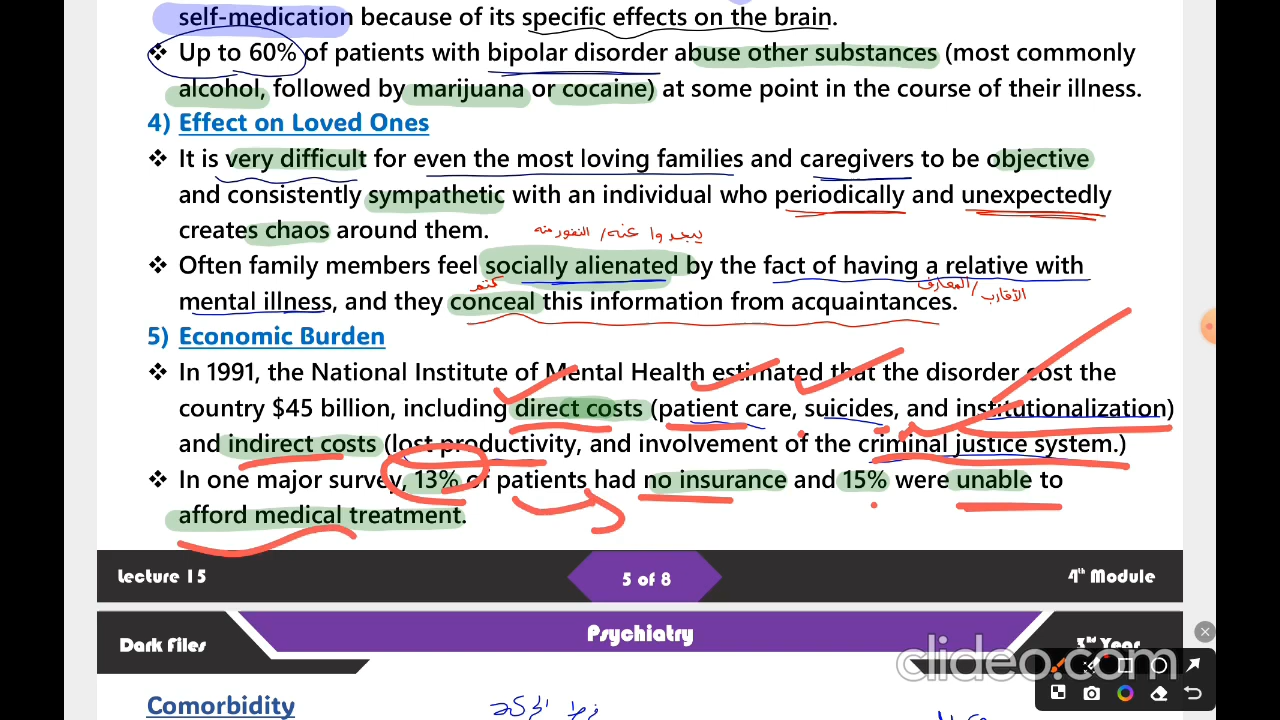 self-medication because of its specific effects on the brain.
❖ Up to 60% of patients with bipolar disorder abuse other substances (most commonly
alcohol, followed by marijuana or cocaine) at some point in the course of their illness.
4) Effect on Loved Ones
❖ It is very difficult for even the most loving families and caregivers to be objective
and consistently sympathetic with an individual who periodically and unexpectedly
creates chaos around them.
يبعدوا عنه / النفور منه
❖ Often family members feel socially alienated by the fact of having a relative with
كتم
المعارف / الأقارب
mental illness, and they conceal this information from acquaintances.
5) Economic Burden
❖ In 1991, the National Institute of Mental Health estimated that the disorder cost the
country $45 billion, including direct costs (patient care, suicides, and institutionalization)
and indirect costs (lost productivity, and involvement of the criminal justice system.)
❖ In one major survey, 13% of patients had no insurance and 15% were unable to
afford medical treatment.
Lecture 15
5 of 8
4th Module
Dark Files
Psychiatry
3rd Year
clideo.com
Comorbidity